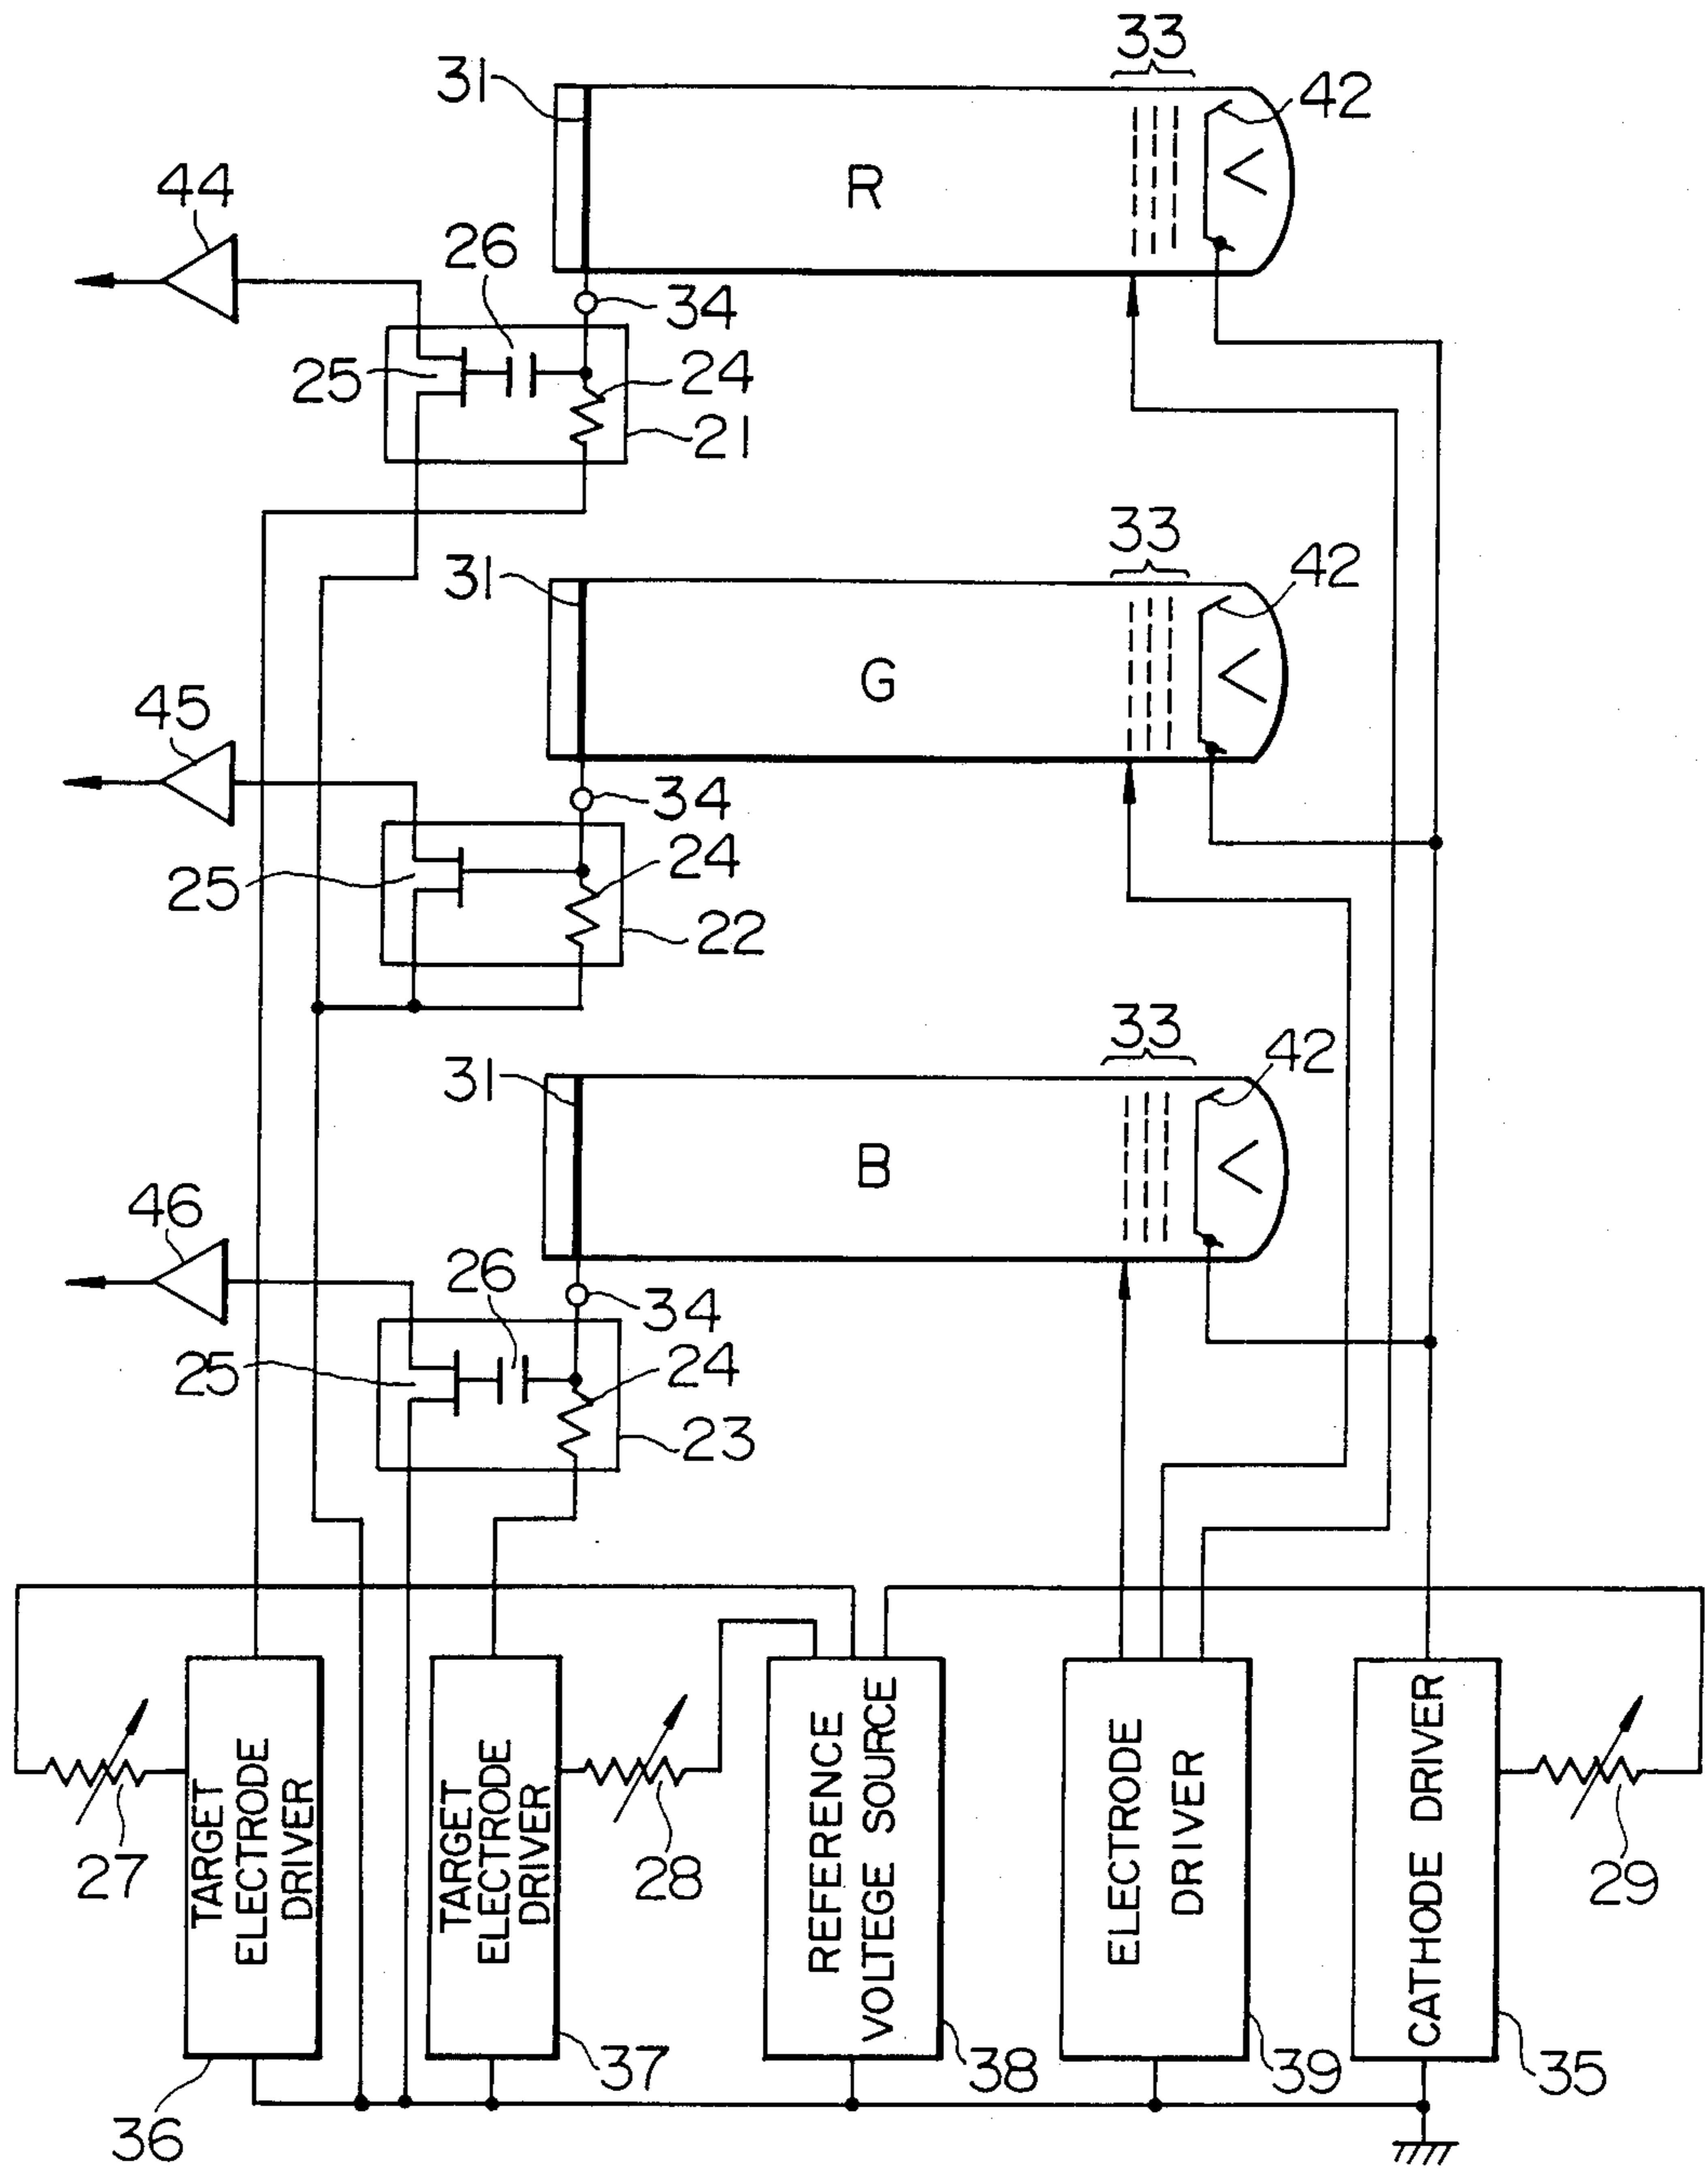 33
31
42
R
44
26
34
25
24
21
33
31
42
G
45
34
24
25
22
33
31
42
B
46
26
34
25
24
23
TARGET
ELECTRODE
DRIVER
TARGET
ELECTRODE
DRIVER
REFERENCE
VOLTEGE SOURCE
ELECTRODE
DRIVER
CATHODE DRIVER
27
28
29
36
37
38
39
35